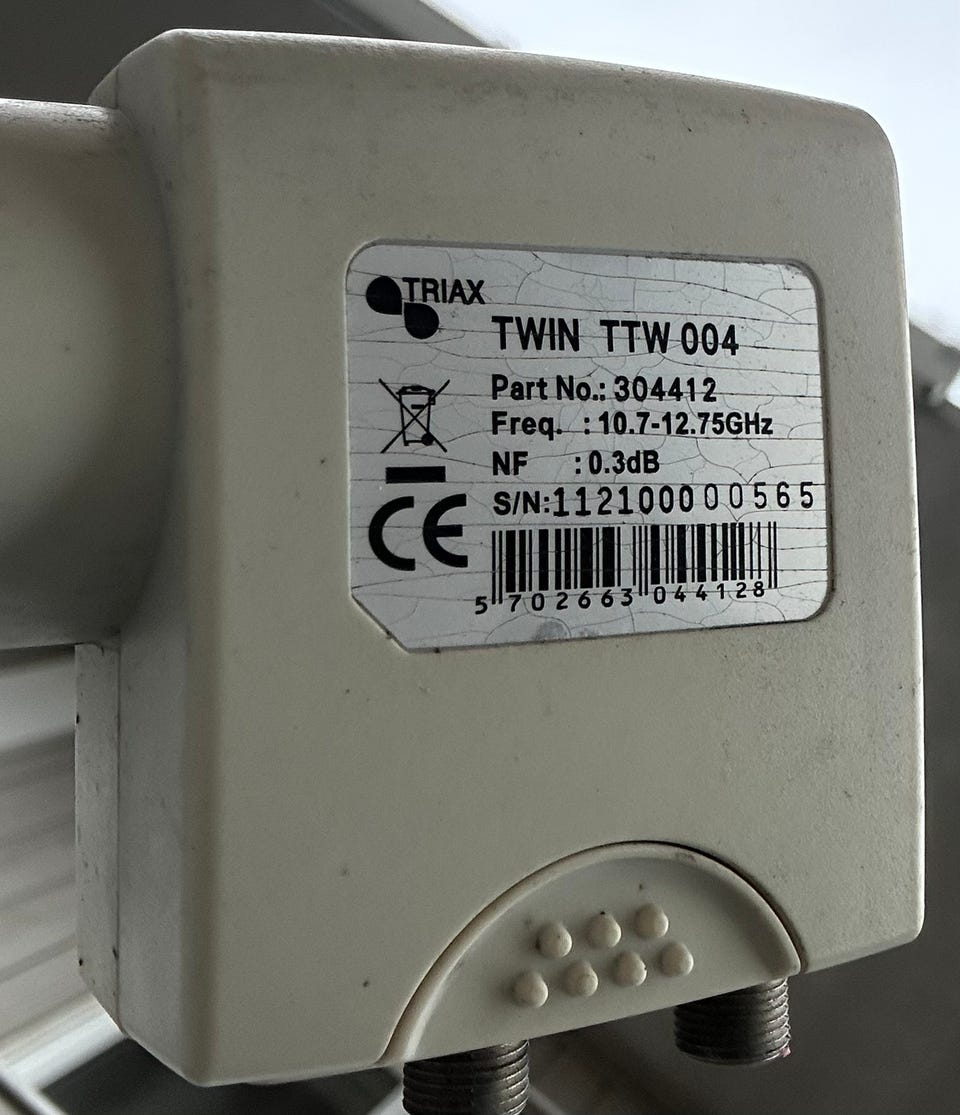 TRIAX
TWIN TTW 004
Part No.: 304412
Freq. : 10.7-12.75GHz
NF : 0.3dB
S/N:112100000565
CE
5 702663 044128